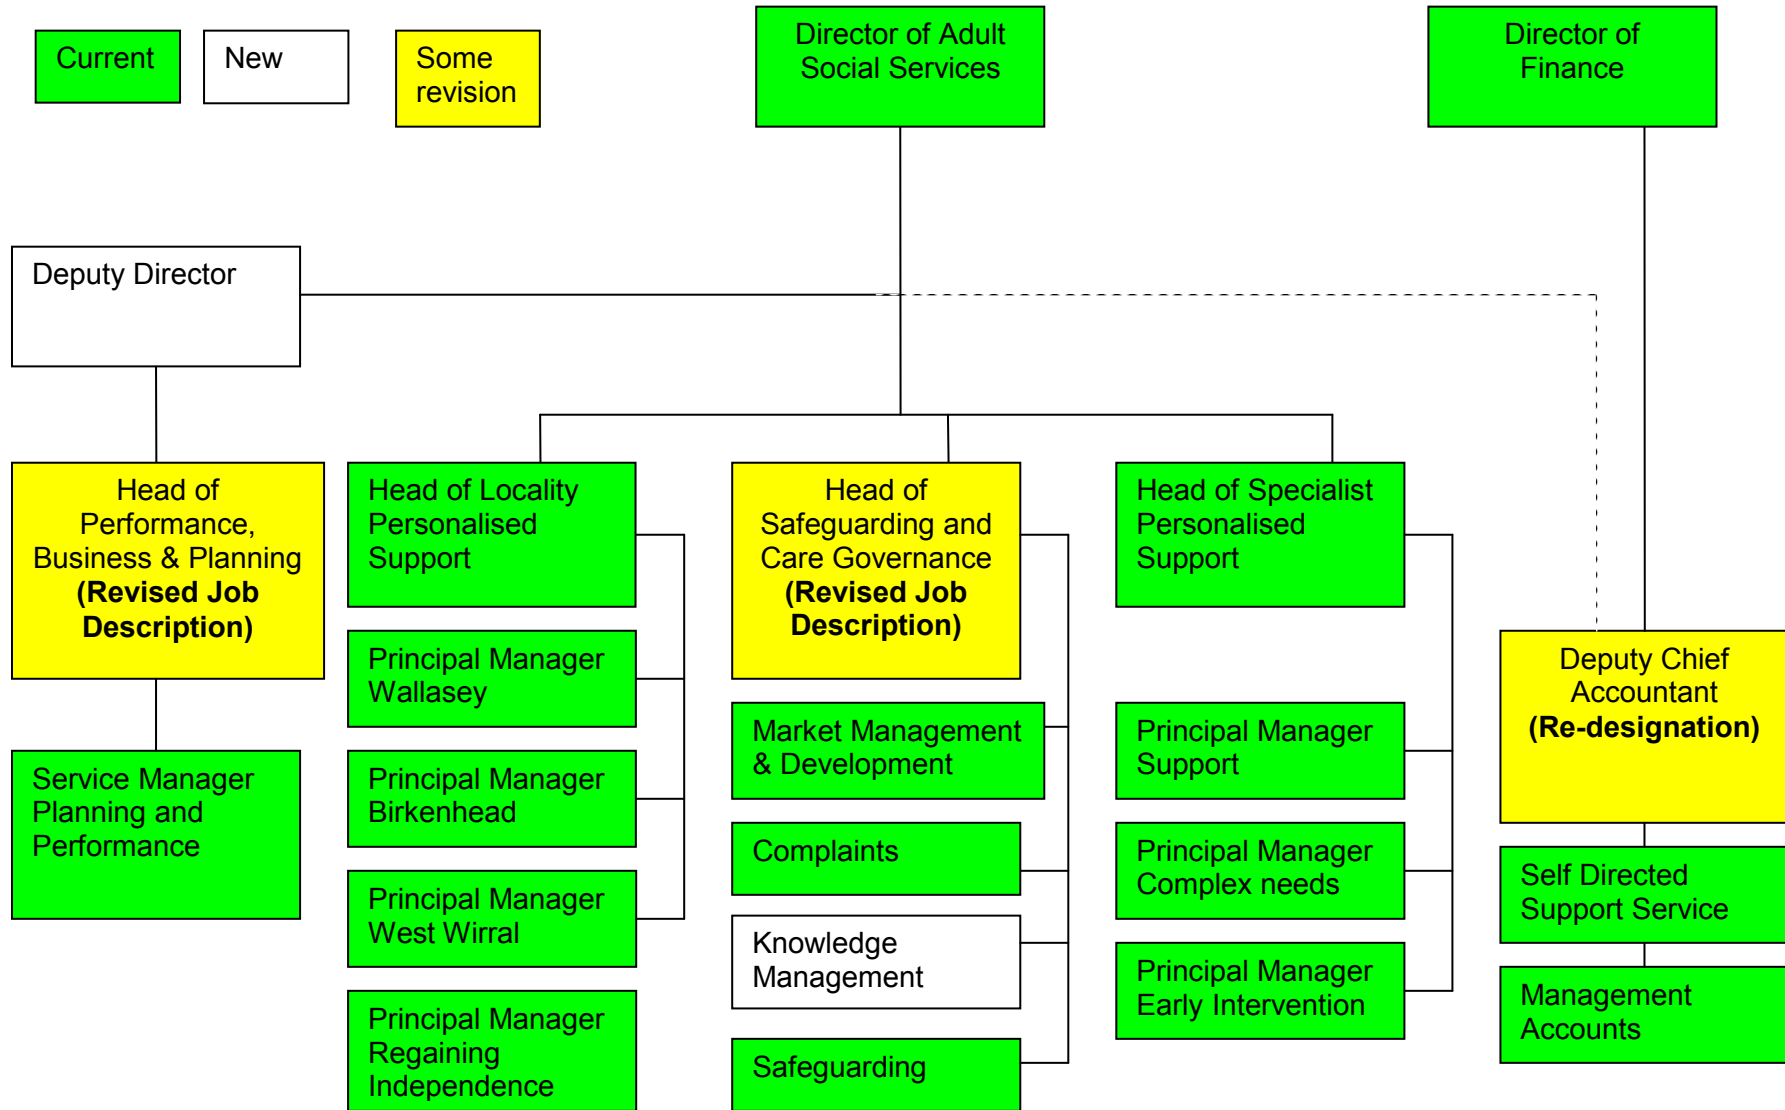 Current
New
Some
revision
Director of Adult
Social Services
Director of
Finance
Deputy Director
Head of
Performance,
Business & Planning
(Revised Job
Description)
Head of Locality
Personalised
Support
Head of
Safeguarding and
Care Governance
(Revised Job
Description)
Head of Specialist
Personalised
Support
Deputy Chief
Accountant
(Re-designation)
Service Manager
Planning and
Performance
Principal Manager
Wallasey
Principal Manager
Birkenhead
Principal Manager
West Wirral
Principal Manager
Regaining
Independence
Market Management
& Development
Complaints
Knowledge
Management
Safeguarding
Principal Manager
Support
Principal Manager
Complex needs
Principal Manager
Early Intervention
Self Directed
Support Service
Management
Accounts